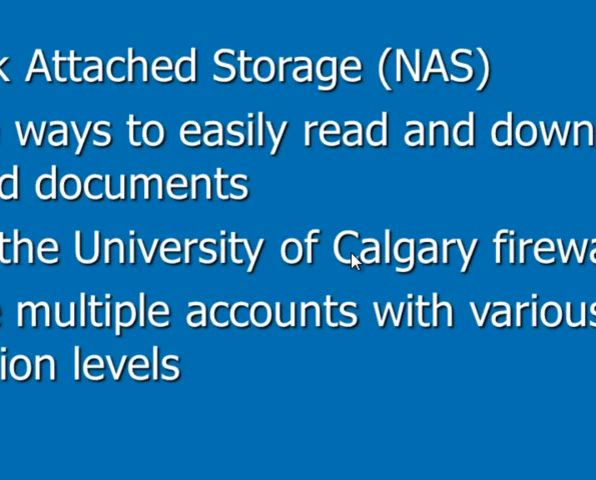 k Attached Storage (NAS)
ways to easily read and down
d documents
the University of Calgary firewa
multiple accounts with various
ion levels